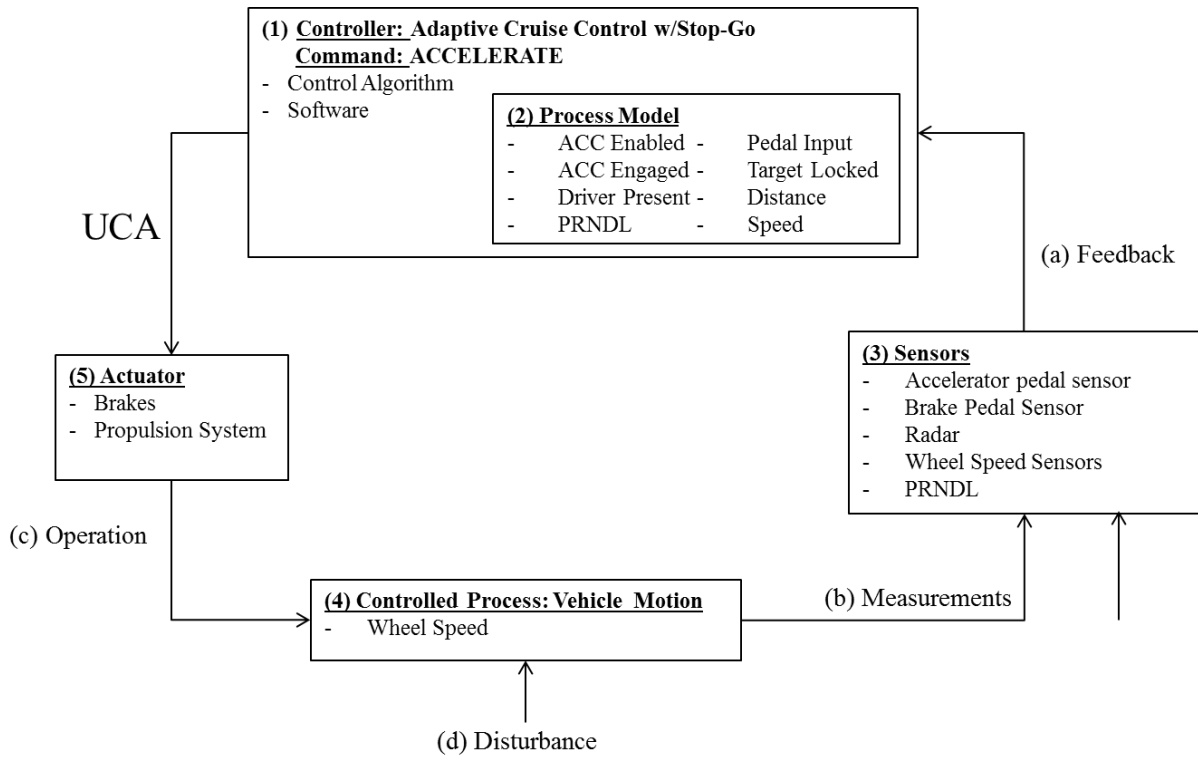 (1) Controller: Adaptive Cruise Control w/Stop-Go
Command: ACCELERATE
- Control Algorithm
- Software
(2) Process Model
- ACC Enabled - Pedal Input
- ACC Engaged - Target Locked
- Driver Present - Distance
- PRNDL - Speed
UCA
(a) Feedback
(3) Sensors
- Accelerator pedal sensor
- Brake Pedal Sensor
- Radar
- Wheel Speed Sensors
- PRNDL
(5) Actuator
- Brakes
- Propulsion System
(c) Operation
(4) Controlled Process: Vehicle Motion
- Wheel Speed
(b) Measurements
(d) Disturbance